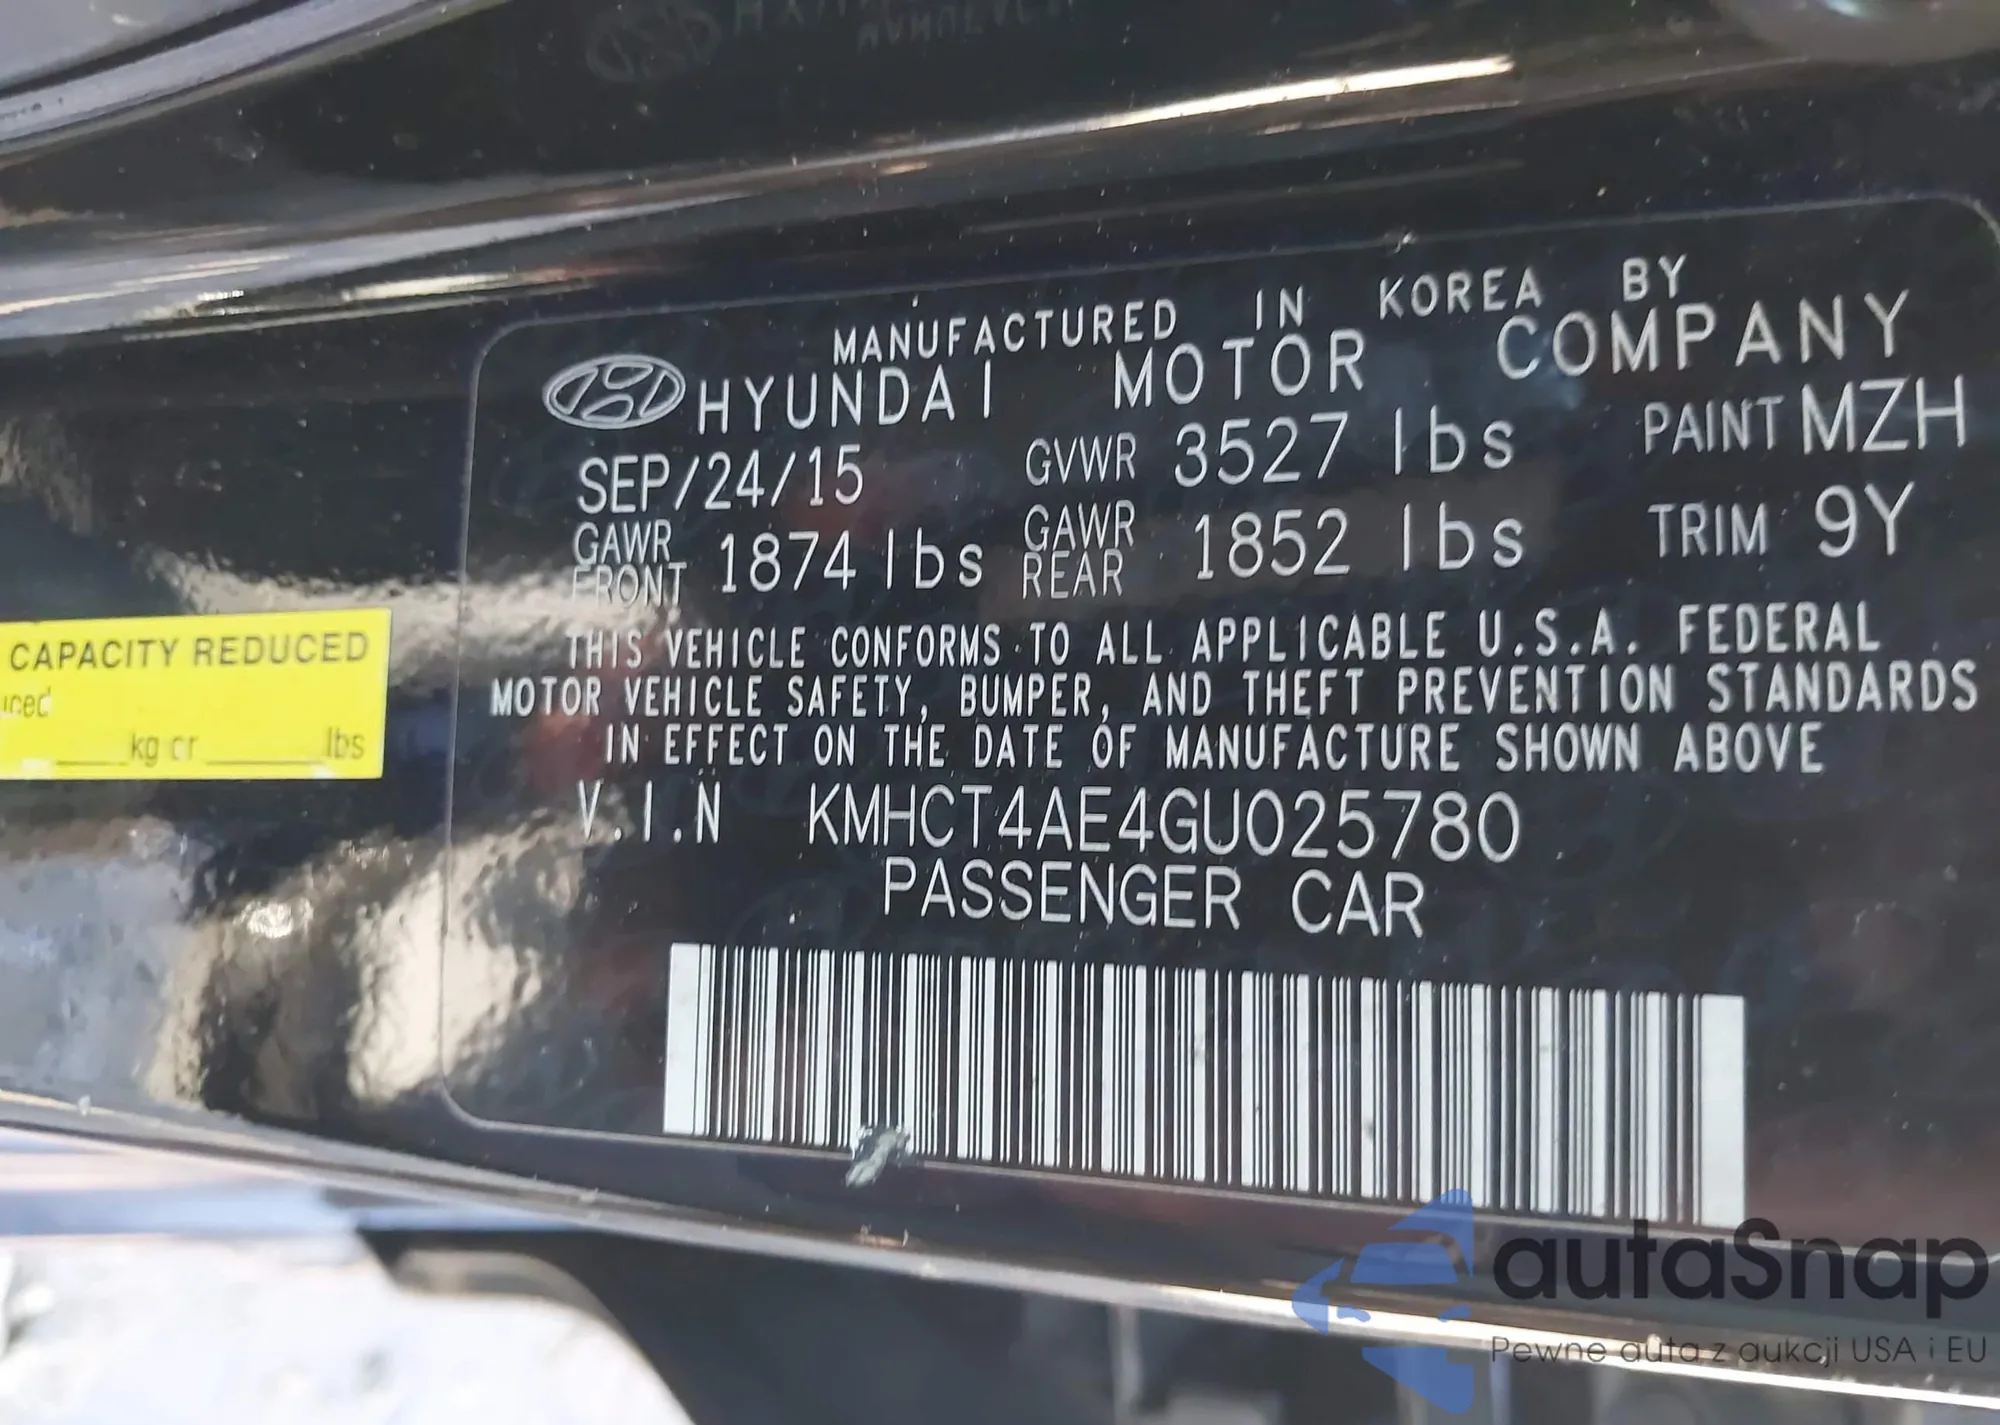 MANUFACTURED IN KOREA BY
HYUNDAI MOTOR COMPANY
SEP/24/15 GVWR 3527 lbs PAINT MZH
GAWR FRONT 1874 lbs GAWR REAR 1852 lbs TRIM 9Y
THIS VEHICLE CONFORMS TO ALL APPLICABLE U.S.A. FEDERAL
MOTOR VEHICLE SAFETY, BUMPER, AND THEFT PREVENTION STANDARDS
IN EFFECT ON THE DATE OF MANUFACTURE SHOWN ABOVE
V.I.N KMHCT4AE4GU025780
PASSENGER CAR
CAPACITY REDUCED
uced
____kg or ______lbs
autaSnap
Pewne auta z aukcji USA i EU